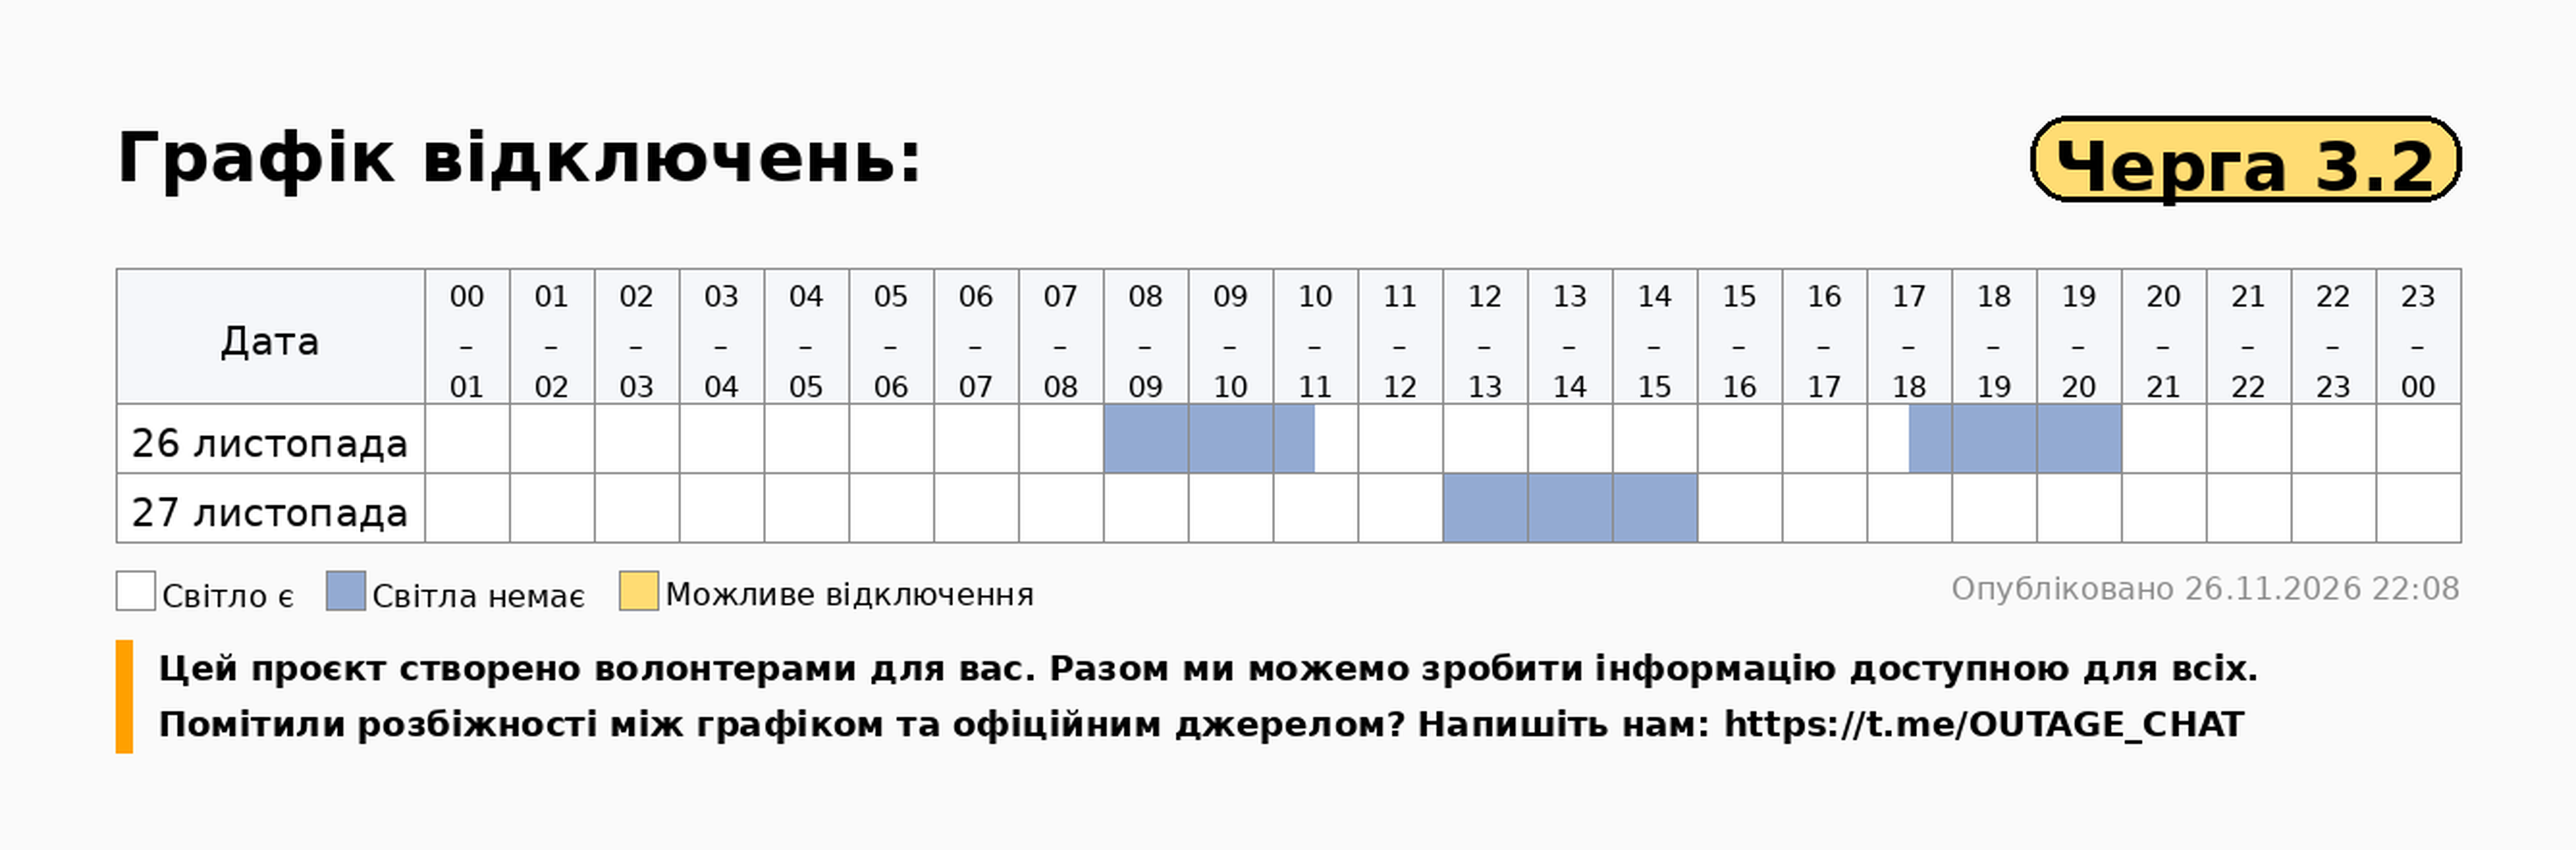 Графік відключень:
Черга 3.2
Дата
00 – 01
01 – 02
02 – 03
03 – 04
04 – 05
05 – 06
06 – 07
07 – 08
08 – 09
09 – 10
10 – 11
11 – 12
12 – 13
13 – 14
14 – 15
15 – 16
16 – 17
17 – 18
18 – 19
19 – 20
20 – 21
21 – 22
22 – 23
23 – 00
26 листопада
27 листопада
Світло є
Світла немає
Можливе відключення
Опубліковано 26.11.2026 22:08
Цей проєкт створено волонтерами для вас. Разом ми можемо зробити інформацію доступною для всіх.
Помітили розбіжності між графіком та офіційним джерелом? Напишіть нам: https://t.me/OUTAGE_CHAT